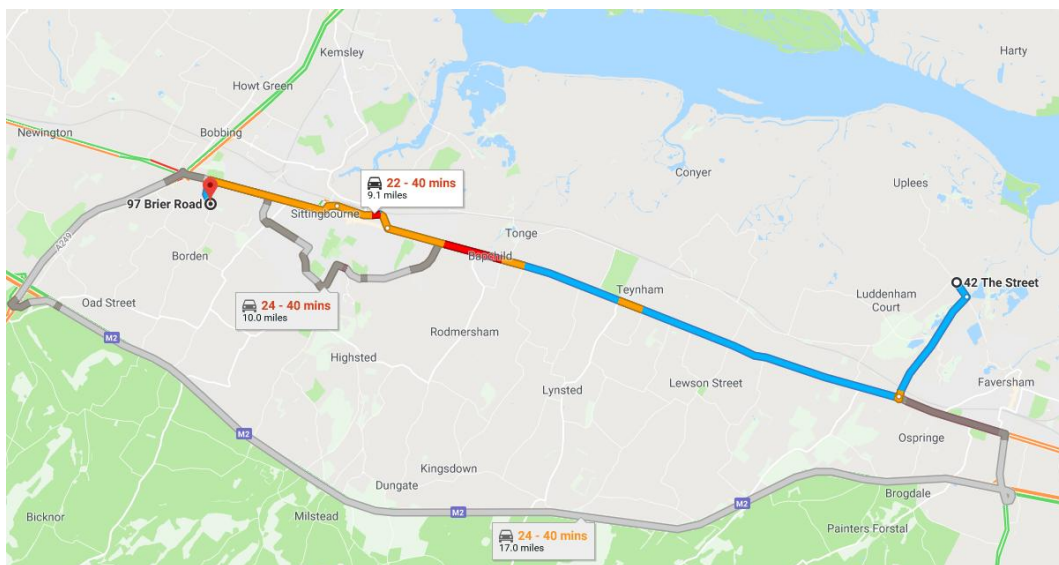 Harty
Kemsley
Howt Green
Newington
Bobbing
22 - 40 mins
9.1 miles
Conyer
Uplees
97 Brier Road
Sittingbourne
Tonge
A249
Borden
Bapchild
42 The Street
Teynham
Luddenham
Court
Oad Street
24 - 40 mins
10.0 miles
Rodmersham
M2
Highsted
Lewson Street
Faversham
Lynsted
M2
Ospringe
Kingsdown
Dungate
Brogdale
M2
M2
Bicknor
Milstead
24 - 40 mins
17.0 miles
Painters Forstal